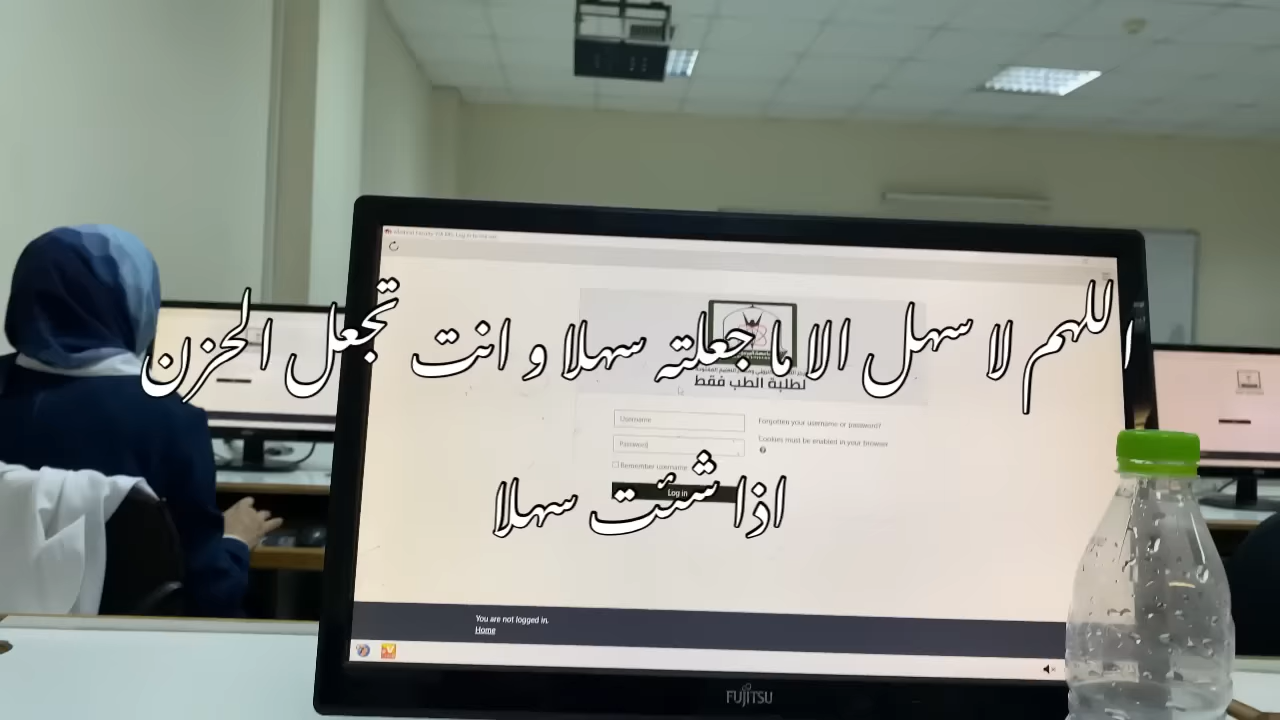 اللهم لا سهل الا ما جعلته سهلا و انت تجعل الحزن
اذا شئت سهلا
لطلبة الطب فقط
Username
Forgotten your username or password?
Password
Cookies must be enabled in your browser
Remember username
Log in
You are not logged in.
Home
FUJITSU